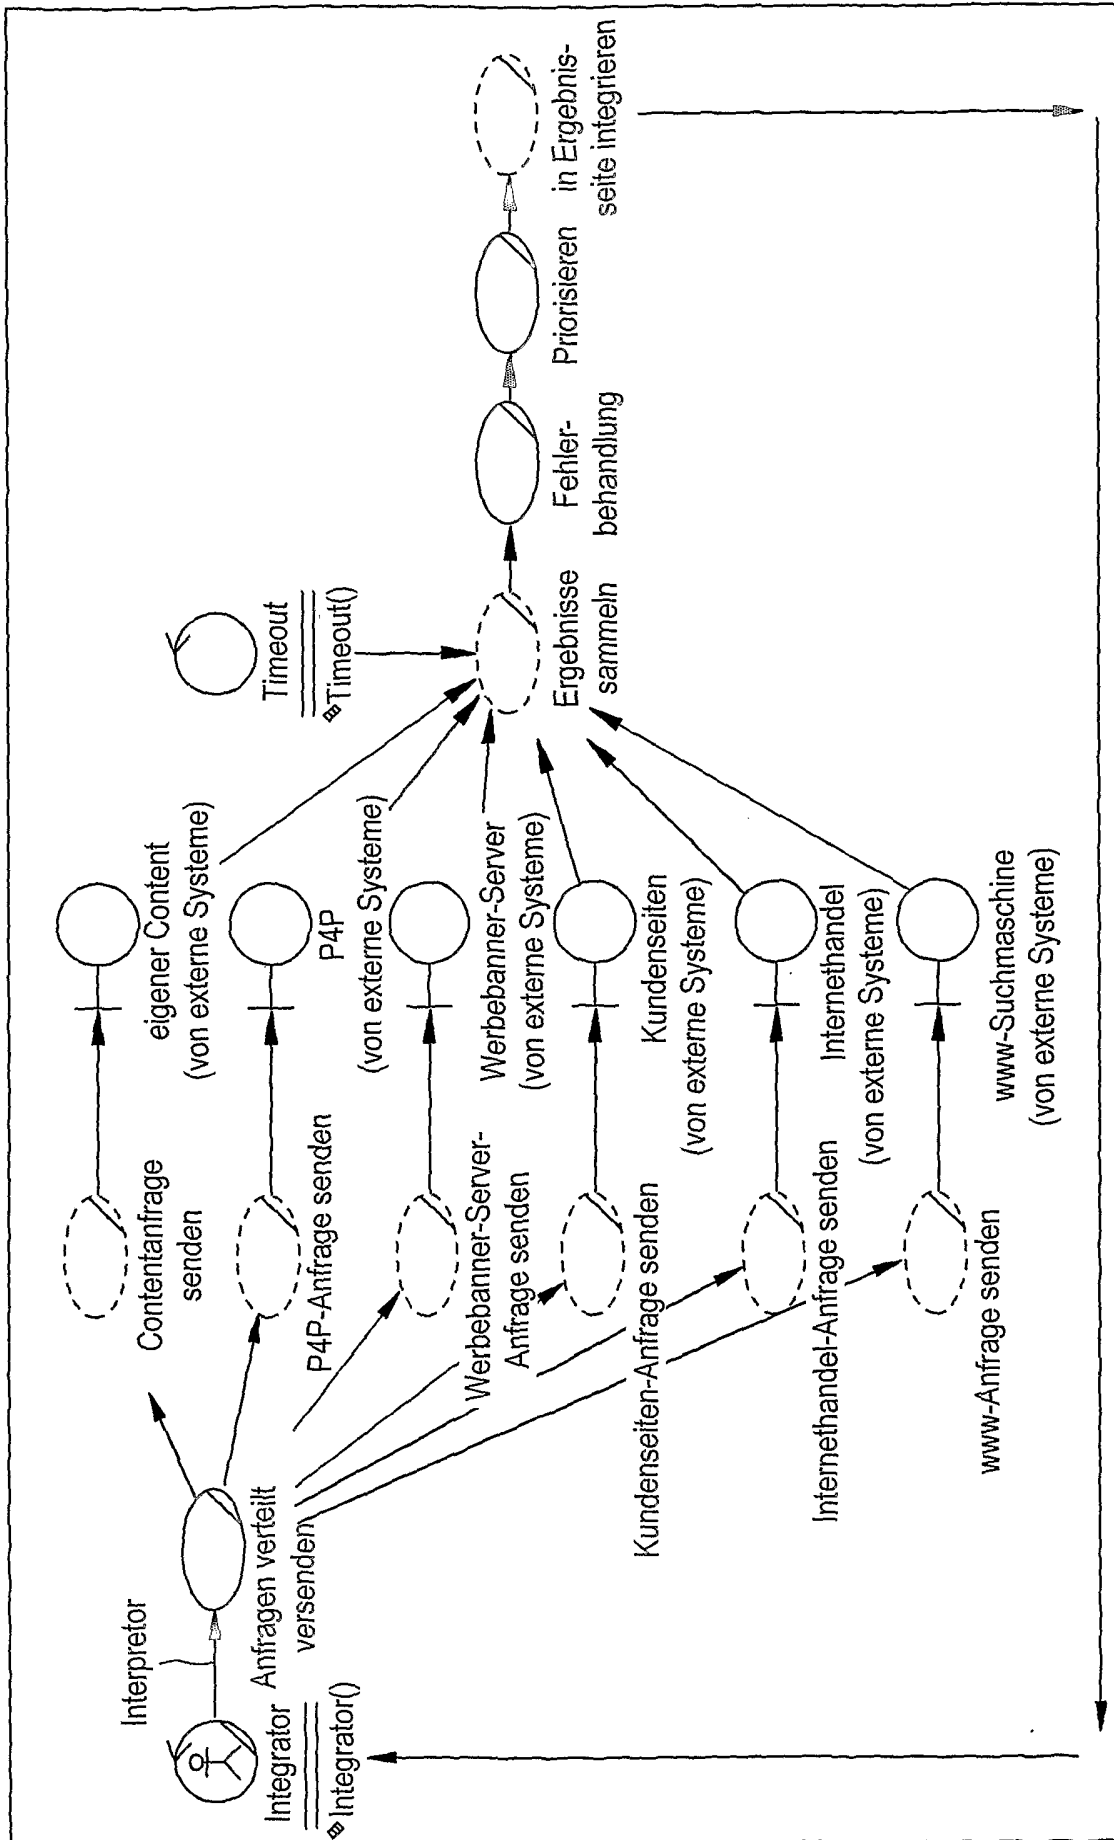 Interpretor
Integrator
Integrator()
Anfragen verteilt
versenden
Contentanfrage
senden
P4P-Anfrage senden
Werbebanner-Server-
Anfrage senden
Kundenseiten-Anfrage senden
Internethandel-Anfrage senden
www-Anfrage senden
eigener Content
(von externe Systeme)
P4P
(von externe Systeme)
Werbebanner-Server
(von externe Systeme)
Kundenseiten
(von externe Systeme)
Internethandel
(von externe Systeme)
www-Suchmaschine
(von externe Systeme)
Timeout
Timeout()
Ergebnisse
sammeln
Fehler-
behandlung
Priorisieren
in Ergebnis-
seite integrieren